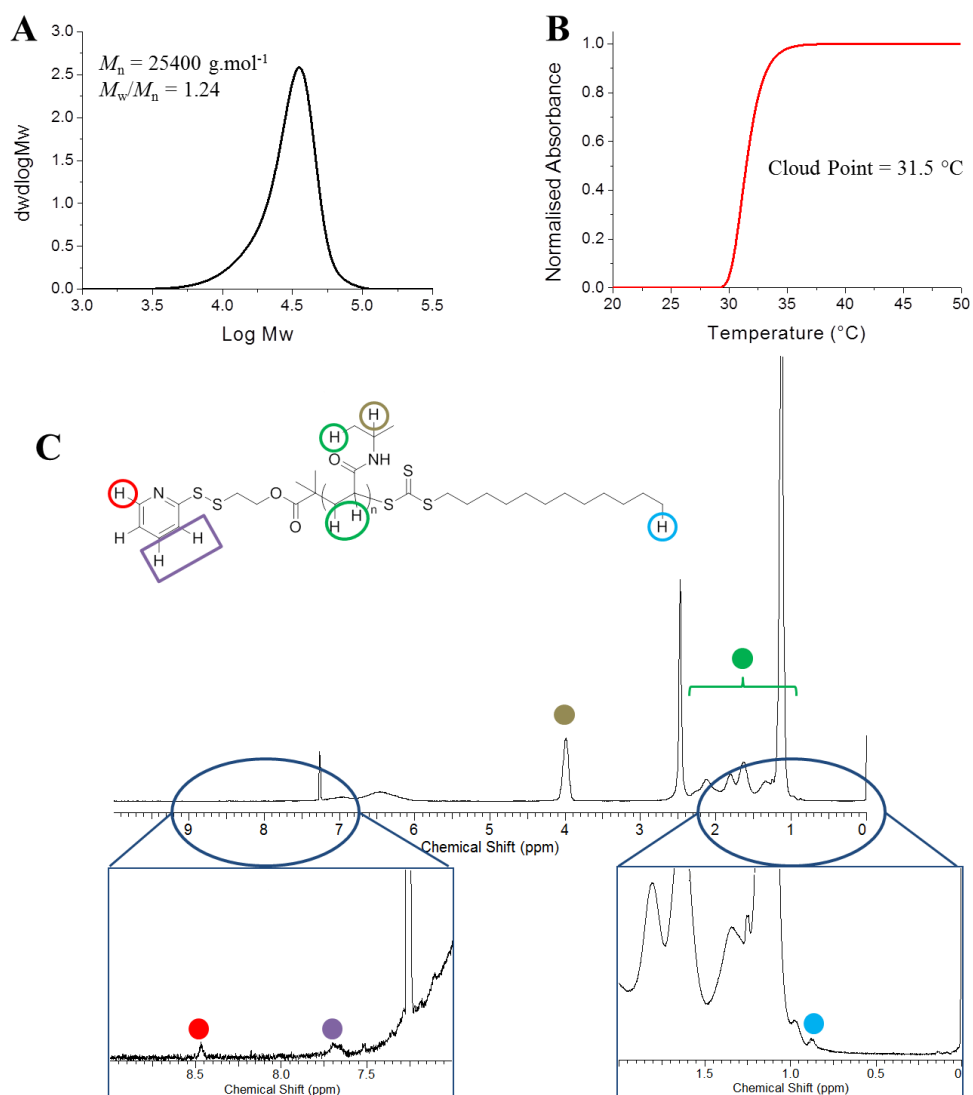 A
3.0
2.5
2.0
1.5
1.0
0.5
0.0
Mn = 25400 g.mol-1
Mw/Mn = 1.24
dwdlogMw
3.0 3.5 4.0 4.5 5.0 5.5
Log Mw
B
1.0
0.8
0.6
0.4
0.2
0.0
Normalised Absorbance
Cloud Point = 31.5 °C
20 25 30 35 40 45 50
Temperature (°C)
C
H
H
O
NH
H
N
S
S
O
O
H
H
n
S
S
S
H
H
H
H
9 8 7 6 5 4 3 2 1 0
Chemical Shift (ppm)
8.5 8.0 7.5
Chemical Shift (ppm)
1.5 1.0 0.5 0
Chemical Shift (ppm)